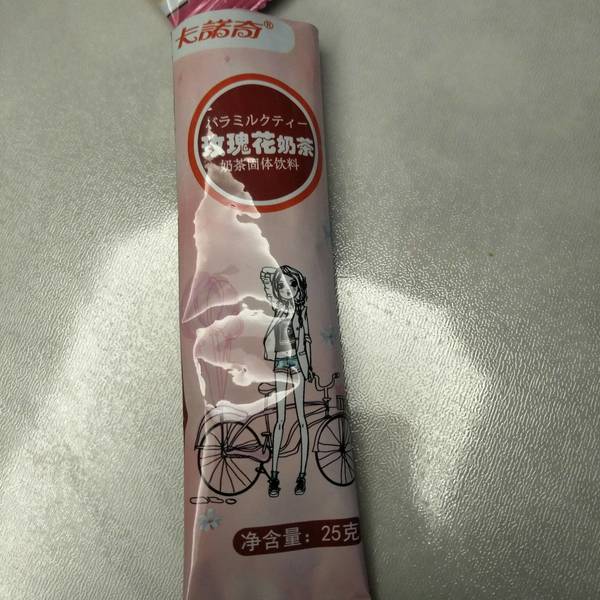 卡諾奇®
バラミルクティー
玫瑰花奶茶
奶茶固体饮料
净含量：25克